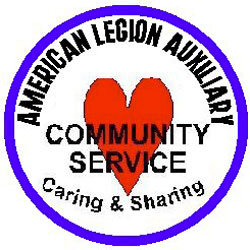 AMERICAN LEGION AUXILIARY
COMMUNITY
SERVICE
Caring & Sharing